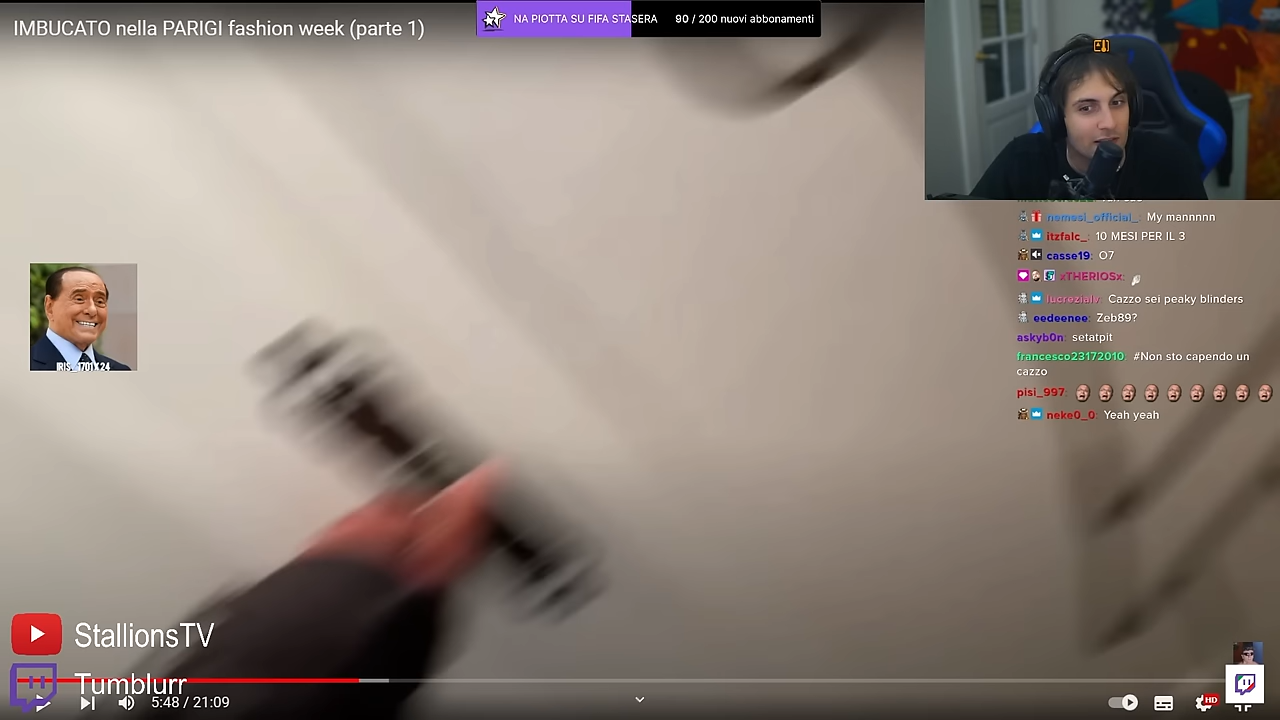 IMBUCATO nella PARIGI fashion week (parte 1)
NA PIOTTA SU FIFA STASERA 90 / 200 nuovi abbonamenti
nemesi_official_: My mannnnn
itzfalc_: 10 MESI PER IL 3
casse19: O7
xTHERIOSx:
lucrezialv: Cazzo sei peaky blinders
eedeenee: Zeb89?
askyb0n: setatpit
francesco23172010: #Non sto capendo un
cazzo
pisi_997:
neke0_0: Yeah yeah
StallionsTV
Tumblurr
5:48 / 21:09
HD